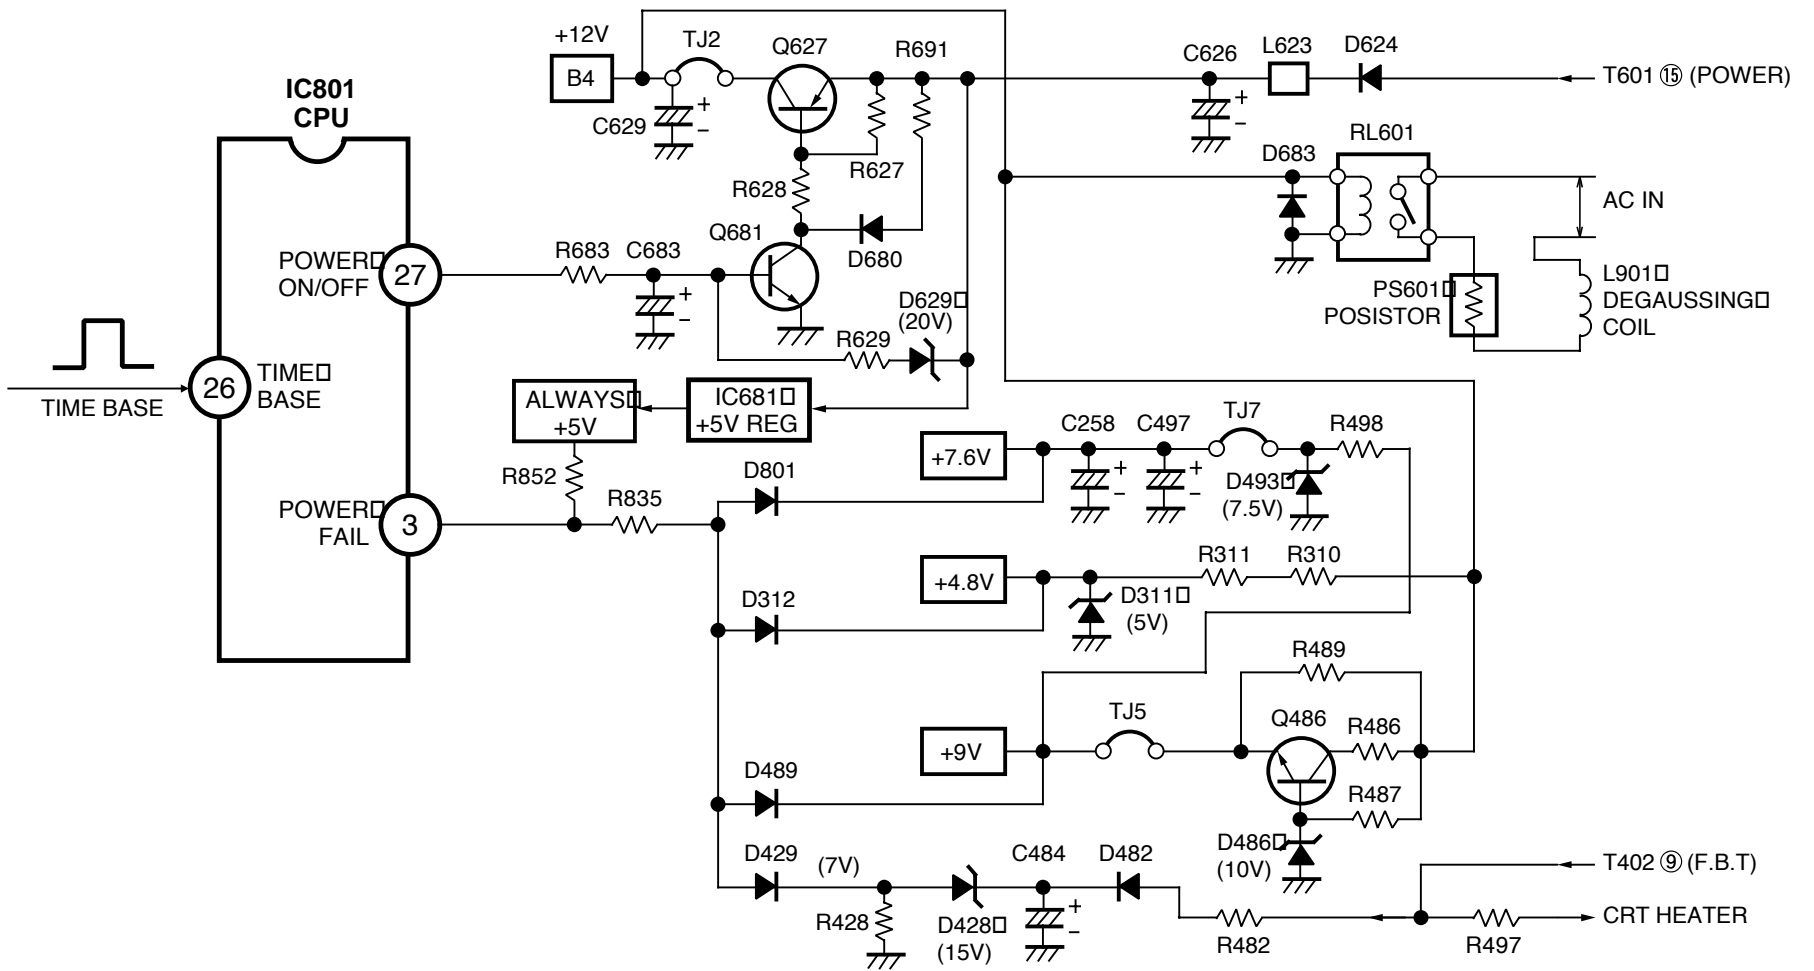 +12V
B4
TJ2
Q627
R691
C626
L623
D624
T601 ⑮ (POWER)
IC801
CPU
C629
+
-
+
-
RL601
D683
R627
R628
AC IN
Q681
D680
POWER□
ON/OFF
27
R683
C683
+
-
D629□
(20V)
PS601□
POSISTOR
L901□
DEGAUSSING□
COIL
R629
TIME BASE
26
TIME□
BASE
ALWAYS□
+5V
IC681□
+5V REG
R852
R835
D801
+7.6V
C258
C497
TJ7
R498
+
-
+
-
D493□
(7.5V)
POWER□
FAIL
3
R311
R310
+4.8V
D312
D311□
(5V)
R489
TJ5
Q486
R486
+9V
D489
R487
D486□
(10V)
D429
(7V)
C484
D482
T402 ⑨ (F.B.T)
R428
D428□
(15V)
+
-
R482
R497
CRT HEATER